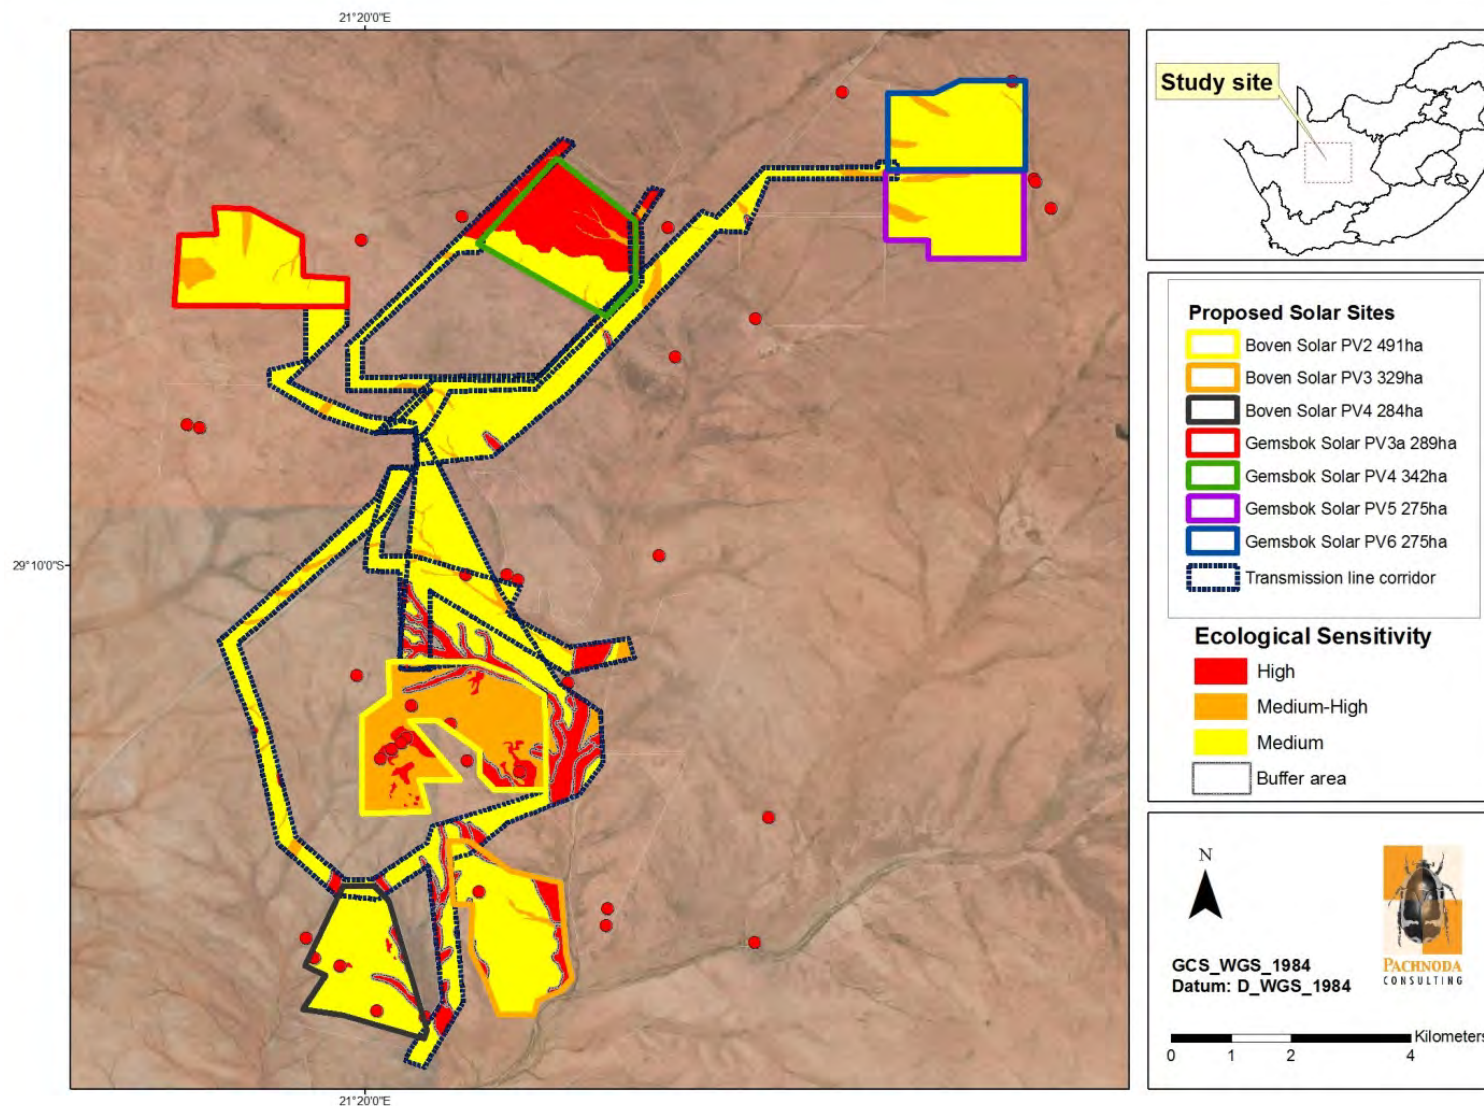 21°20'0"E
Study site
Proposed Solar Sites
Boven Solar PV2 491ha
Boven Solar PV3 329ha
Boven Solar PV4 284ha
Gemsbok Solar PV3a 289ha
Gemsbok Solar PV4 342ha
Gemsbok Solar PV5 275ha
Gemsbok Solar PV6 275ha
Transmission line corridor
29°10'0"S
Ecological Sensitivity
High
Medium-High
Medium
Buffer area
N
GCS_WGS_1984
Datum: D_WGS_1984
PACHNODA
CONSULTING
Kilometers
0 1 2 4
21°20'0"E